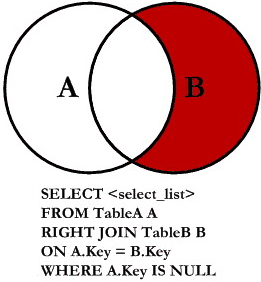 A B
SELECT <select_list>
FROM TableA A
RIGHT JOIN TableB B
ON A.Key = B.Key
WHERE A.Key IS NULL